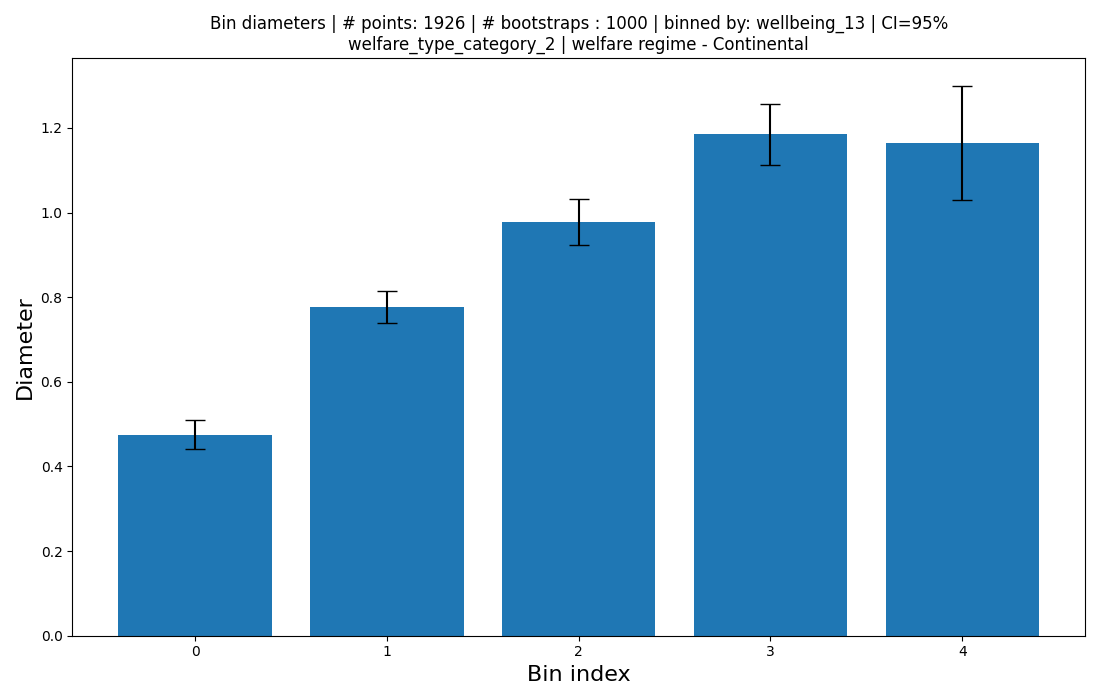 Bin diameters | # points: 1926 | # bootstraps : 1000 | binned by: wellbeing_13 | CI=95%
welfare_type_category_2 | welfare regime - Continental
1.2
1.0
0.8
0.6
0.4
0.2
0.0
Diameter
0 1 2 3 4
Bin index